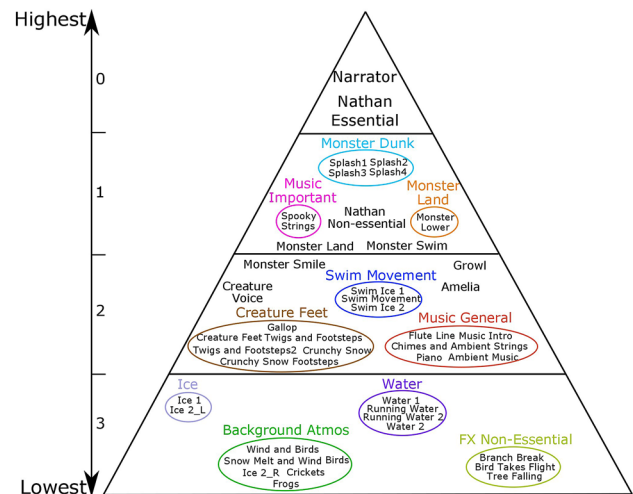 Highest
0
Narrator
Nathan
Essential
Monster Dunk
Splash1 Splash2
Splash3 Splash4
1
Music
Important
Spooky
Strings
Nathan
Non-essential
Monster
Land
Monster
Lower
Monster Land Monster Swim
2
Monster Smile
Growl
Creature
Voice
Swim Movement
Swim Ice 1
Swim Movement
Swim Ice 2
Amelia
Creature Feet
Gallop
Creature Feet Twigs and Footsteps
Twigs and Footsteps2 Crunchy Snow
Crunchy Snow Footsteps
Music General
Flute Line Music Intro
Chimes and Ambient Strings
Piano Ambient Music
3
Ice
Ice 1
Ice 2_L
Water
Water 1
Running Water
Running Water 2
Water 2
Background Atmos
Wind and Birds
Snow Melt and Wind Birds
Ice 2_R Crickets
Frogs
FX Non-Essential
Branch Break
Bird Takes Flight
Tree Falling
Lowest